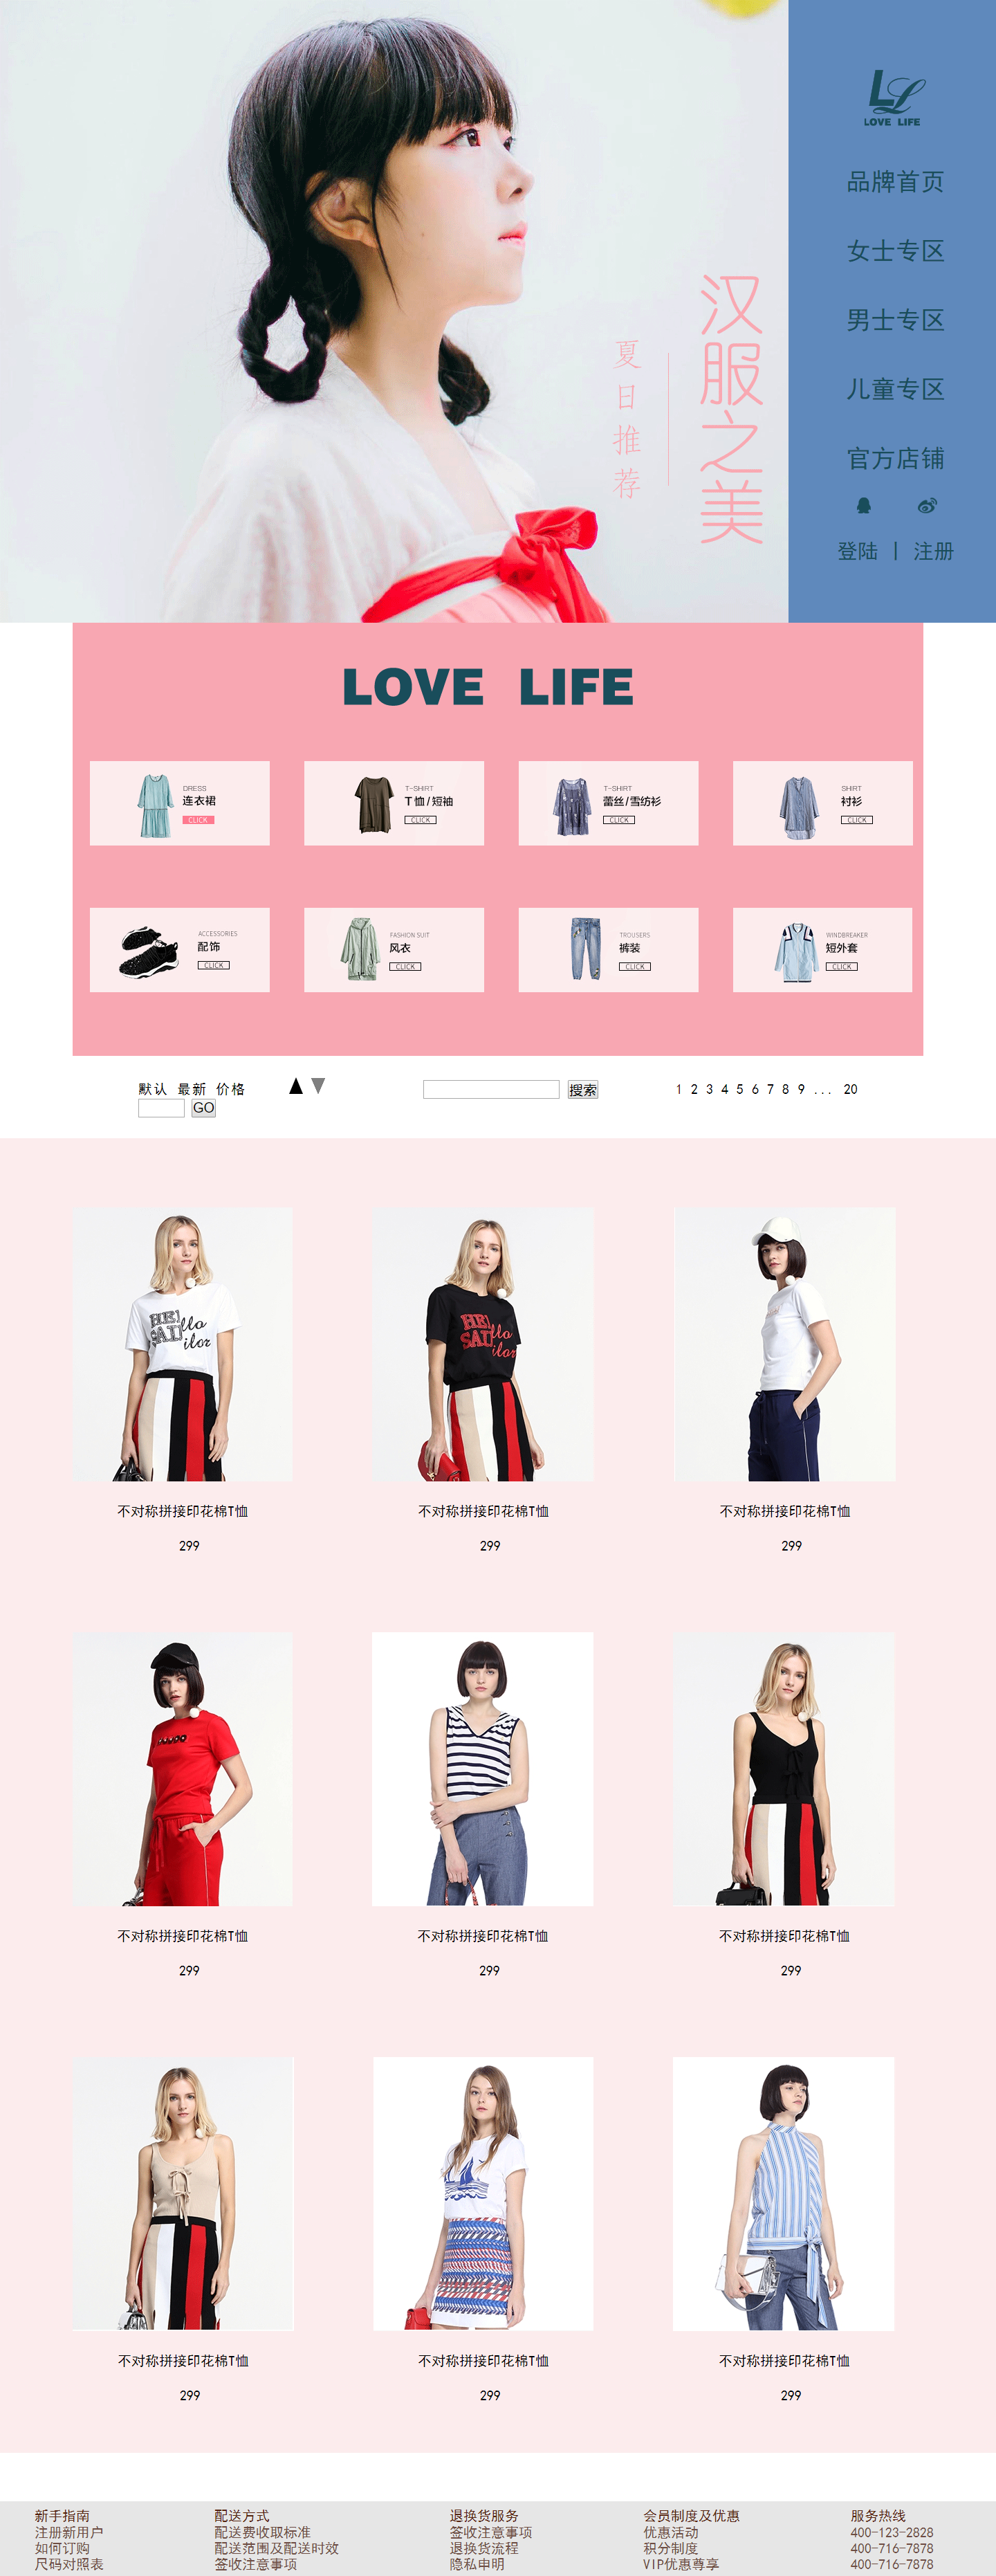 LL
LOVE LIFE
品牌首页
女士专区
男士专区
儿童专区
官方店铺
登陆 | 注册
汉服之美
夏日推荐
LOVE LIFE
DRESS
连衣裙
CLICK
T-SHIRT
T恤/短袖
CLICK
T-SHIRT
蕾丝/雪纺衫
CLICK
SHIRT
衬衫
CLICK
ACCESSORIES
配饰
CLICK
FASHION SUIT
风衣
CLICK
TROUSERS
裤装
CLICK
WINDBREAKER
短外套
CLICK
默认 最新 价格
搜索
1 2 3 4 5 6 7 8 9 ... 20
GO
HE!llo
SAilor
HE!llo
SAilor
不对称拼接印花棉T恤
299
不对称拼接印花棉T恤
299
不对称拼接印花棉T恤
299
不对称拼接印花棉T恤
299
不对称拼接印花棉T恤
299
不对称拼接印花棉T恤
299
不对称拼接印花棉T恤
299
不对称拼接印花棉T恤
299
不对称拼接印花棉T恤
299
新手指南
注册新用户
如何订购
尺码对照表
配送方式
配送费收取标准
配送范围及配送时效
签收注意事项
退换货服务
签收注意事项
退换货流程
隐私申明
会员制度及优惠
优惠活动
积分制度
VIP优惠尊享
服务热线
400-123-2828
400-716-7878
400-716-7878